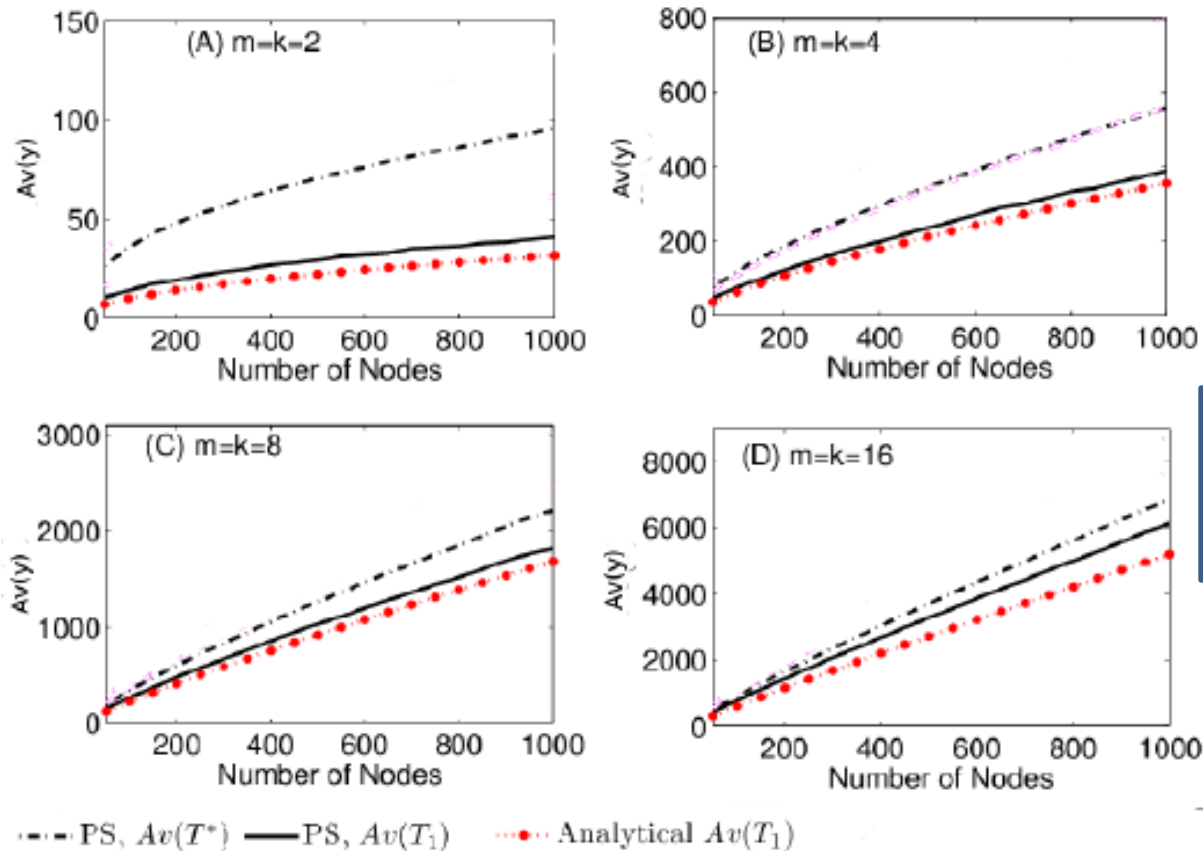 (A) m=k=2
150
100
50
0
Av(y)
200 400 600 800 1000
Number of Nodes
(B) m=k=4
800
600
400
200
0
Av(y)
200 400 600 800 1000
Number of Nodes
(C) m=k=8
3000
2000
1000
0
Av(y)
200 400 600 800 1000
Number of Nodes
(D) m=k=16
8000
6000
4000
2000
0
Av(y)
200 400 600 800 1000
Number of Nodes
PS, Av(T*) PS, Av(T₁) Analytical Av(T₁)